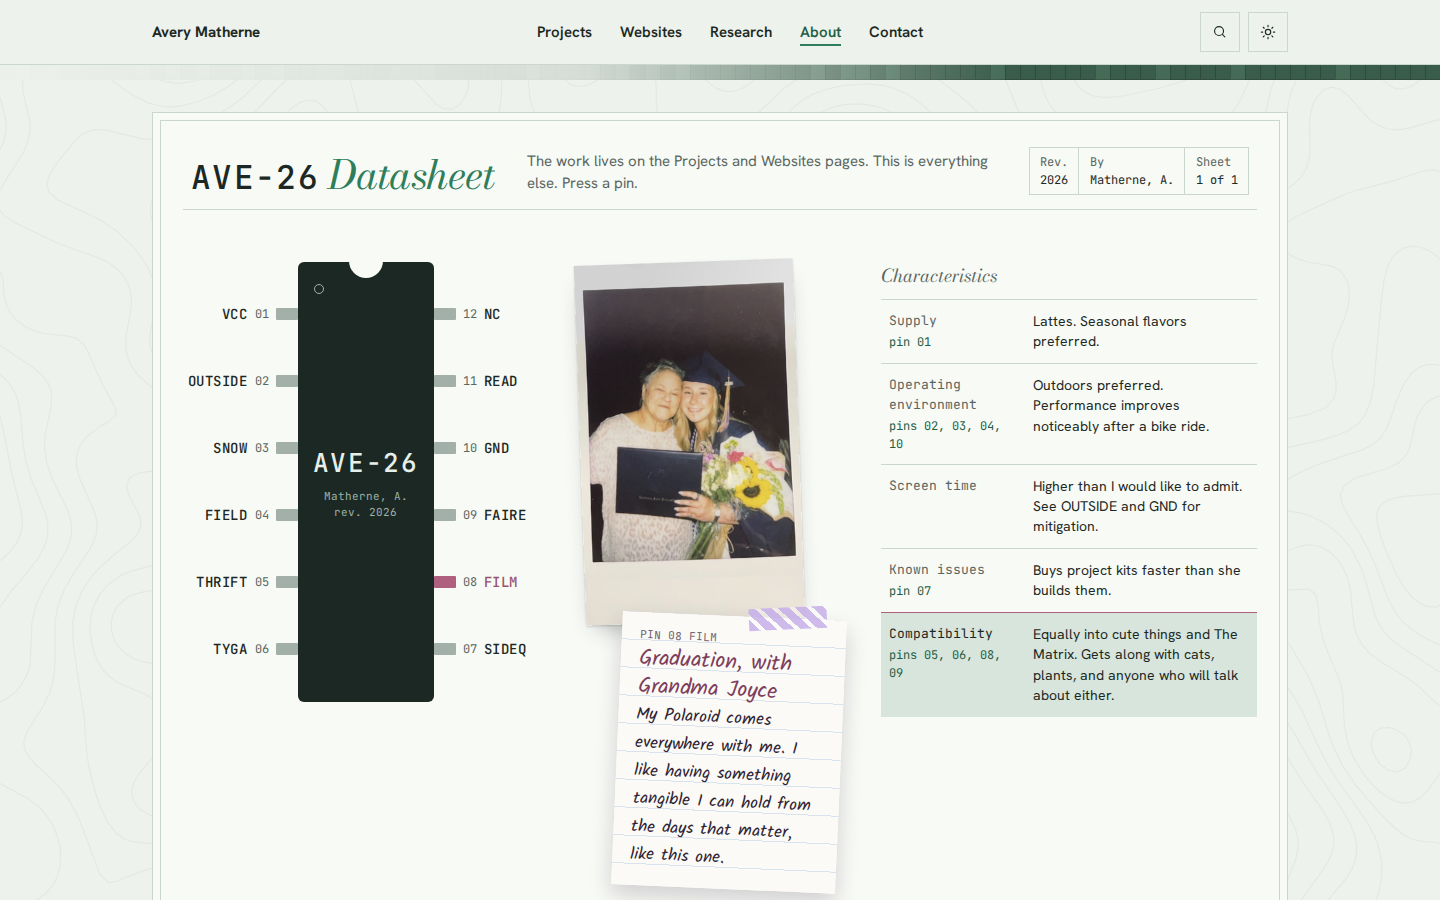 Avery Matherne
Projects Websites Research About Contact
AVE-26 Datasheet
The work lives on the Projects and Websites pages. This is everything
else. Press a pin.
Rev.
2026
By
Matherne, A.
Sheet
1 of 1
VCC 01
OUTSIDE 02
SNOW 03
FIELD 04
THRIFT 05
TYGA 06
AVE-26
Matherne, A.
rev. 2026
12 NC
11 READ
10 GND
09 FAIRE
08 FILM
07 SIDEQ
PIN 08 FILM
Graduation, with
Grandma Joyce
My Polaroid comes
everywhere with me. I
like having something
tangible I can hold from
the days that matter,
like this one.
Characteristics
Supply
pin 01
Lattes. Seasonal flavors
preferred.
Operating
environment
pins 02, 03, 04,
10
Outdoors preferred.
Performance improves
noticeably after a bike ride.
Screen time
Higher than I would like to admit.
See OUTSIDE and GND for
mitigation.
Known issues
pin 07
Buys project kits faster than she
builds them.
Compatibility
pins 05, 06, 08,
09
Equally into cute things and The
Matrix. Gets along with cats,
plants, and anyone who will talk
about either.